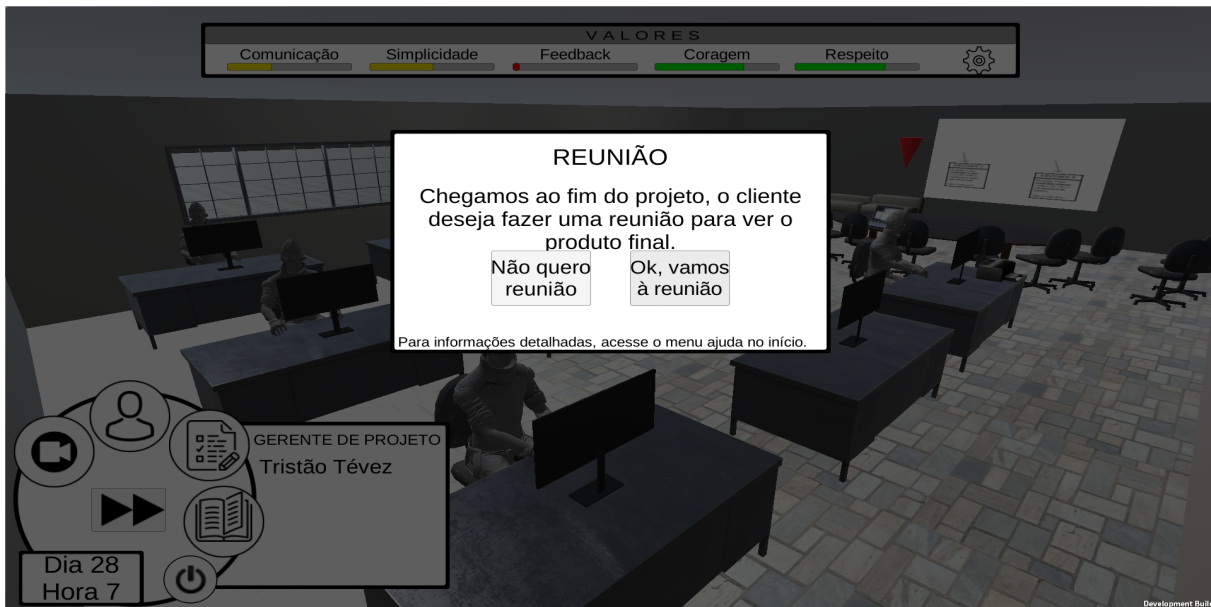 VALORES
Comunicação Simplicidade Feedback Coragem Respeito
REUNIÃO
Chegamos ao fim do projeto, o cliente
deseja fazer uma reunião para ver o
produto final.
Não quero
reunião
Ok, vamos
à reunião
Para informações detalhadas, acesse o menu ajuda no início.
GERENTE DE PROJETO
Tristão Tévez
Dia 28
Hora 7
Development Build